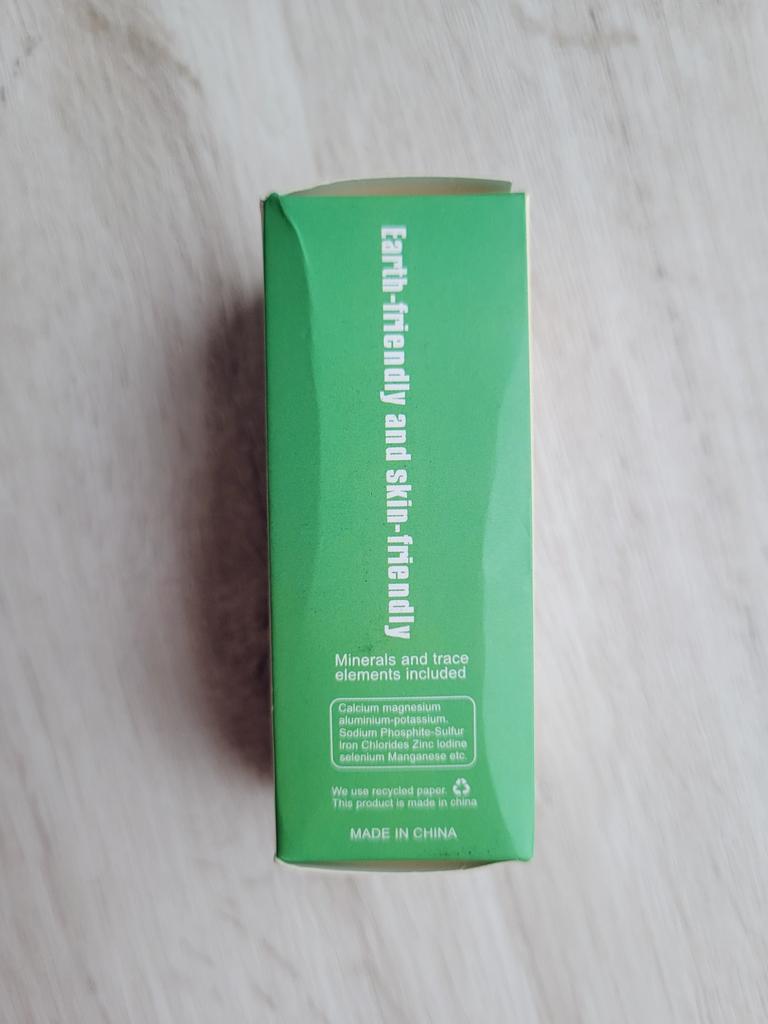 Earth-friendly and skin-friendly
Minerals and trace
elements included
Calcium magnesium
aluminium-potassium.
Sodium Phosphite-Sulfur
Iron Chlorides Zinc Iodine
selenium Manganese etc.
We use recycled paper.
This product is made in china
MADE IN CHINA